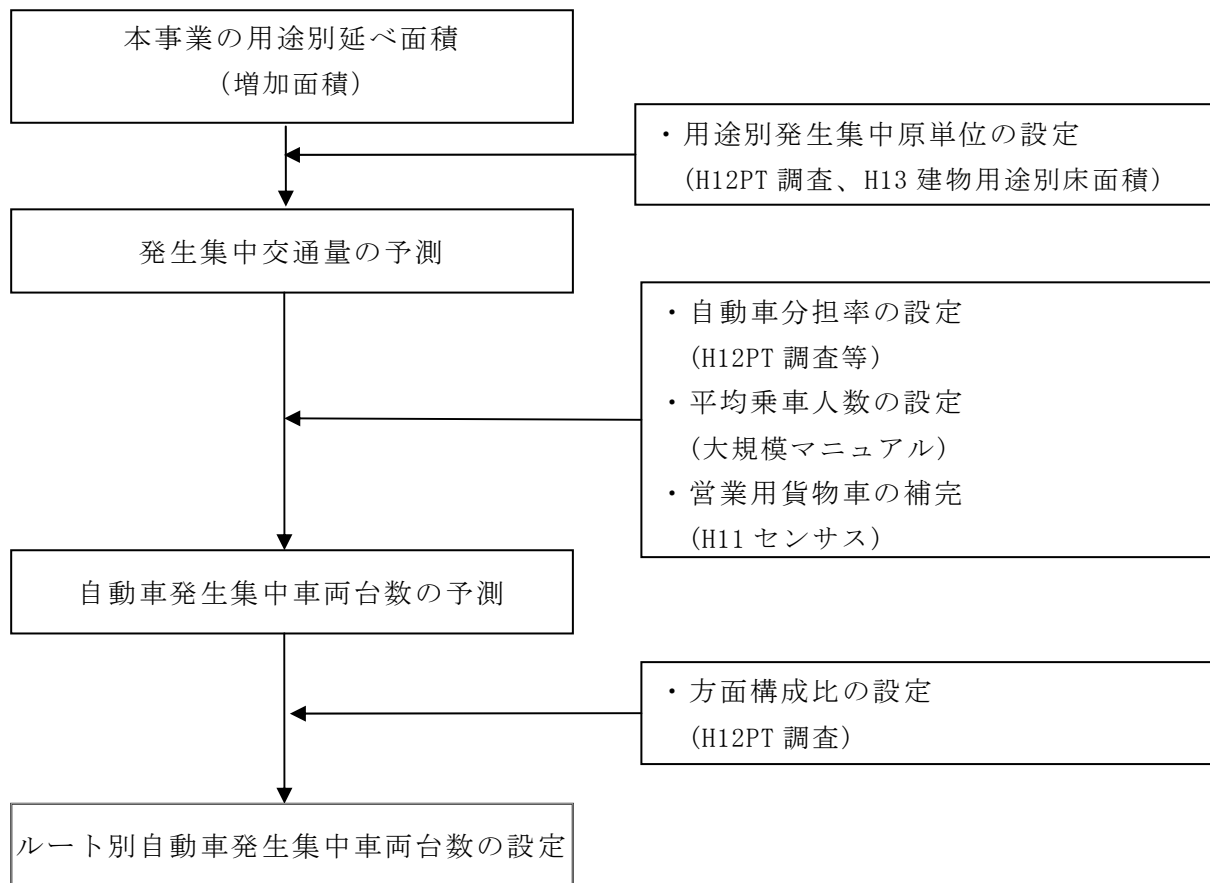 本事業の用途別延べ面積
(増加面積)
・用途別発生集中原単位の設定
(H12PT 調査、H13 建物用途別床面積)
発生集中交通量の予測
・自動車分担率の設定
(H12PT 調査等)
・平均乗車人数の設定
(大規模マニュアル)
・営業用貨物車の補完
(H11 センサス)
自動車発生集中車両台数の予測
・方面構成比の設定
(H12PT 調査)
ルート別自動車発生集中車両台数の設定